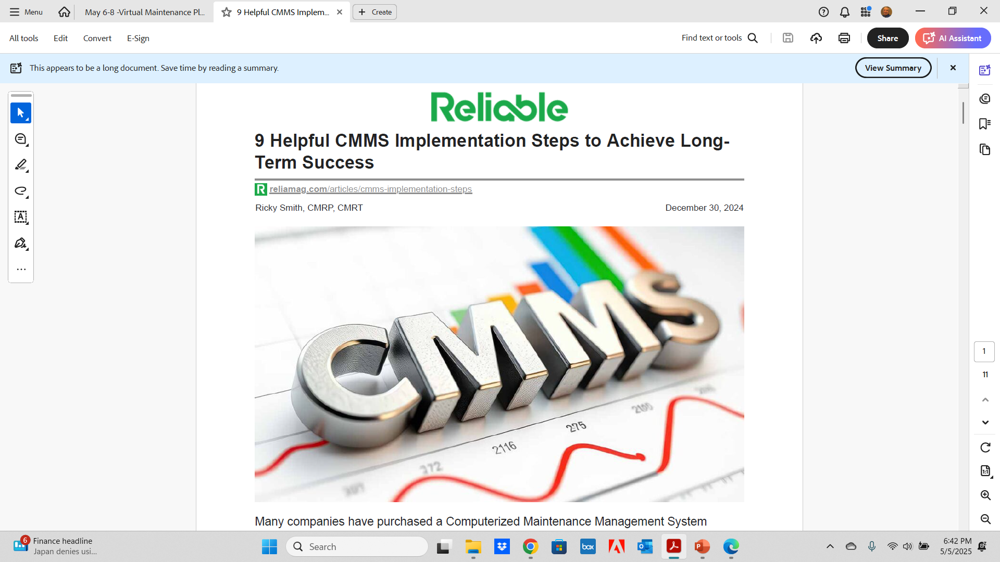 Menu
May 6-8 -Virtual Maintenance Pl...
9 Helpful CMMS Implem...
Create
All tools
Edit
Convert
E-Sign
Find text or tools
Share
AI Assistant
This appears to be a long document. Save time by reading a summary.
View Summary
Reliable
9 Helpful CMMS Implementation Steps to Achieve Long-
Term Success
R reliamag.com/articles/cmms-implementation-steps
Ricky Smith, CMRP, CMRT
December 30, 2024
CMMS
275
2116
372
Many companies have purchased a Computerized Maintenance Management System
A
1
11
1:1
6
Finance headline
Japan denies usi...
Search
box
6:42 PM
5/5/2025